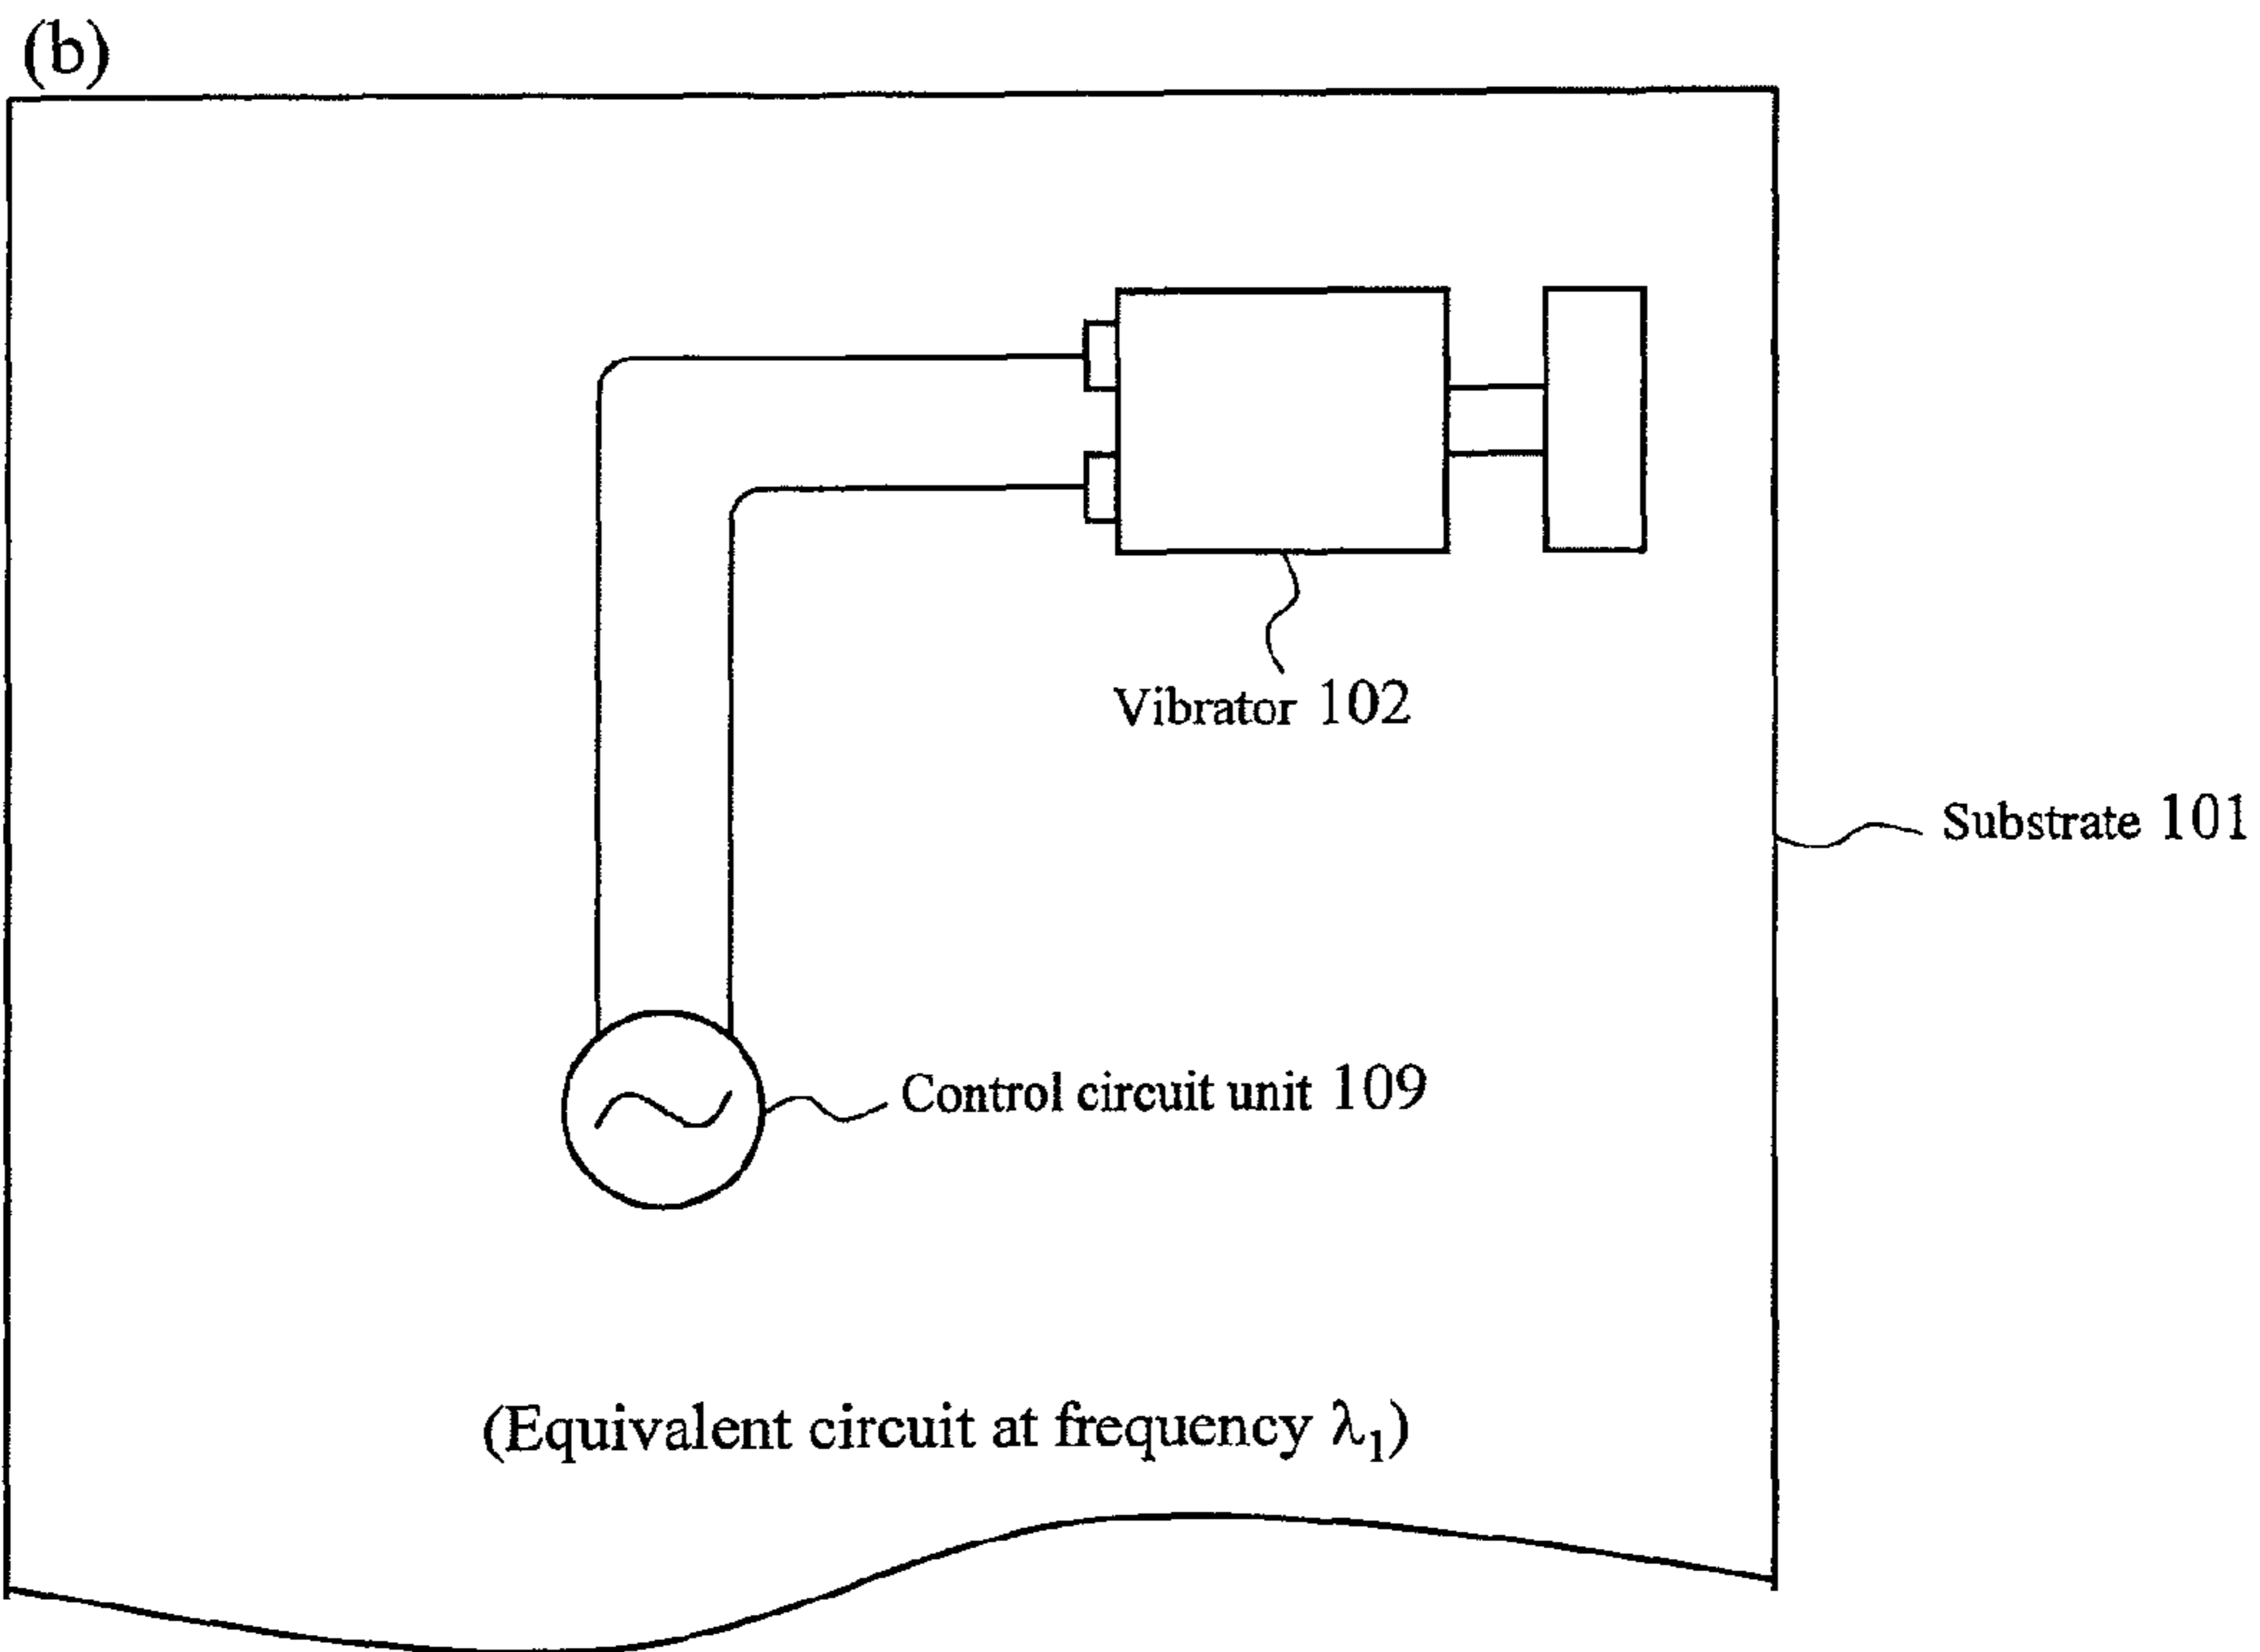 (b)
Vibrator 102
Substrate 101
Control circuit unit 109
(Equivalent circuit at frequency λ₁)